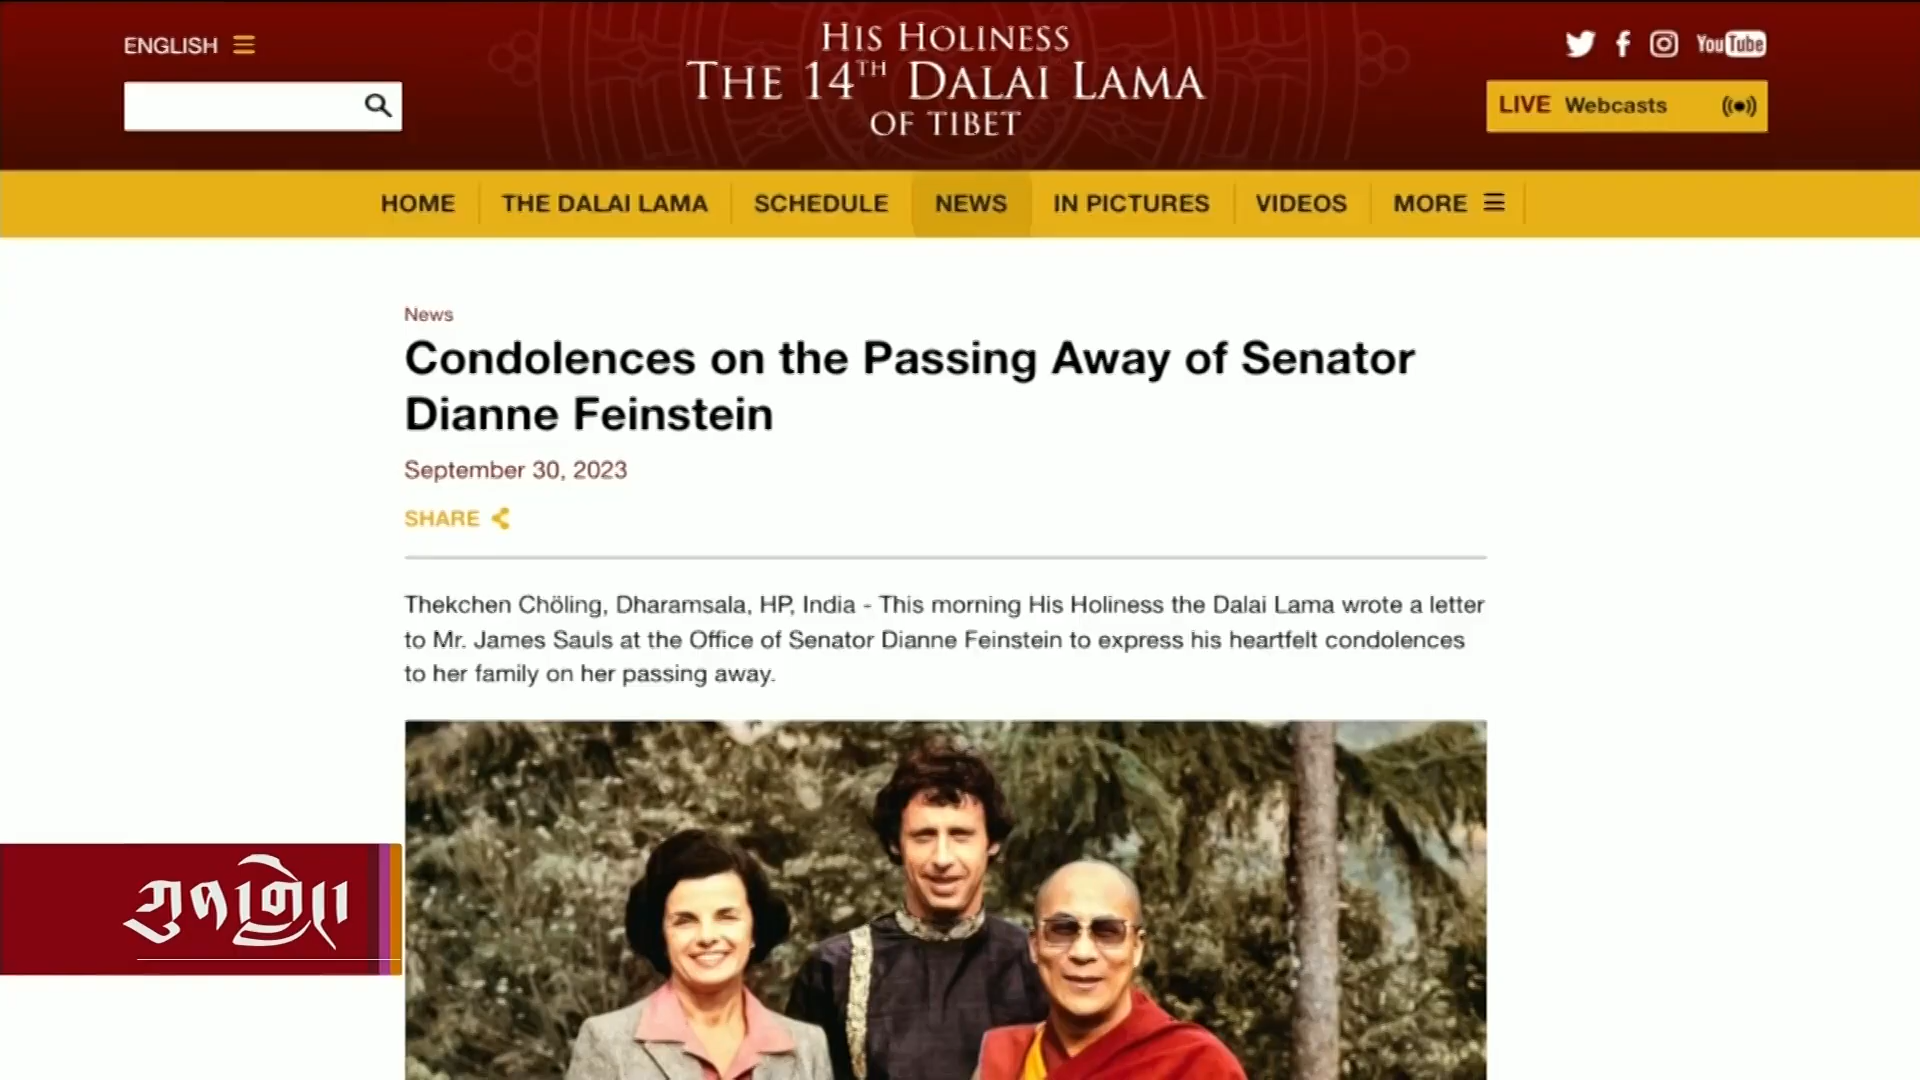 ENGLISH
HIS HOLINESS
THE 14TH DALAI LAMA
OF TIBET
YouTube
LIVE Webcasts
HOME THE DALAI LAMA SCHEDULE NEWS IN PICTURES VIDEOS MORE
News
Condolences on the Passing Away of Senator
Dianne Feinstein
September 30, 2023
SHARE
Thekchen Chöling, Dharamsala, HP, India - This morning His Holiness the Dalai Lama wrote a letter
to Mr. James Sauls at the Office of Senator Dianne Feinstein to express his heartfelt condolences
to her family on her passing away.